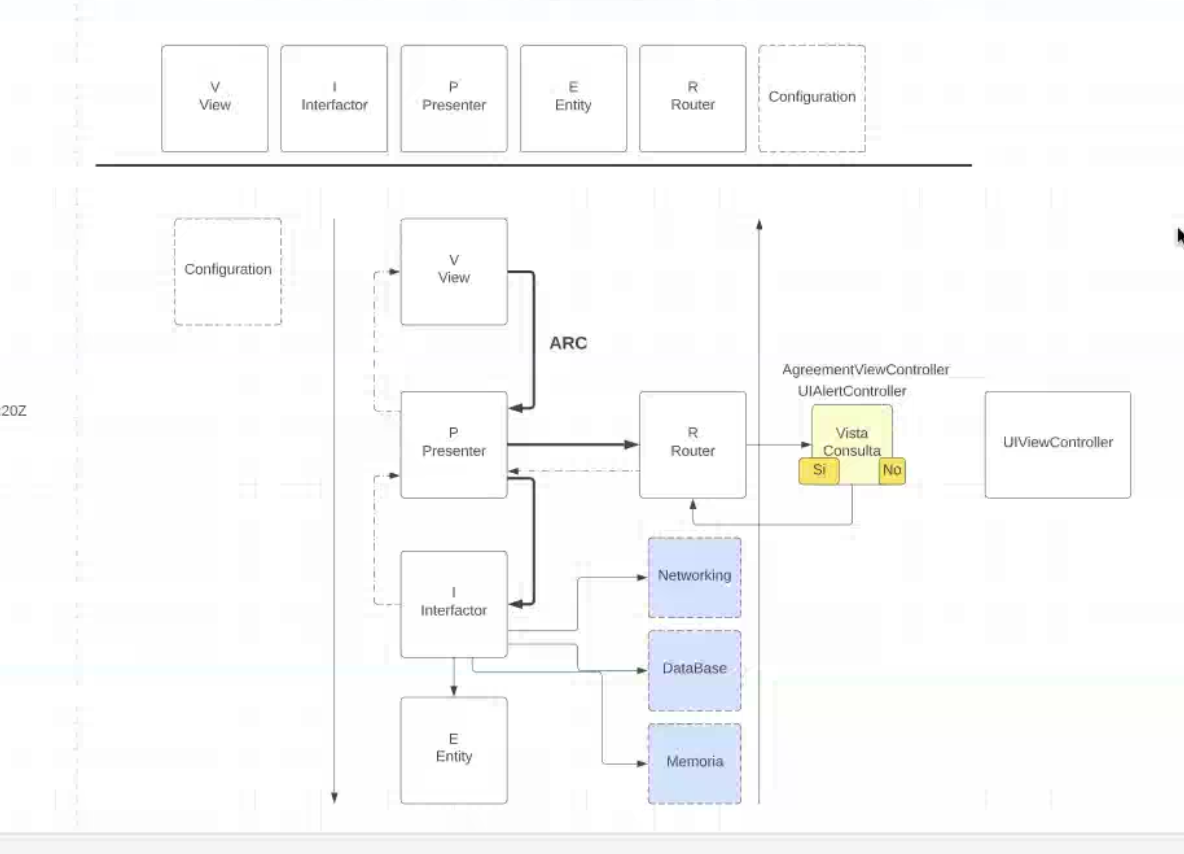 V
View
I
Interfactor
P
Presenter
E
Entity
R
Router
Configuration
Configuration
V
View
ARC
AgreementViewController
UIAlertController
:20Z
P
Presenter
R
Router
Vista
Consulta
Si
No
UIViewController
Networking
I
Interfactor
DataBase
E
Entity
Memoria